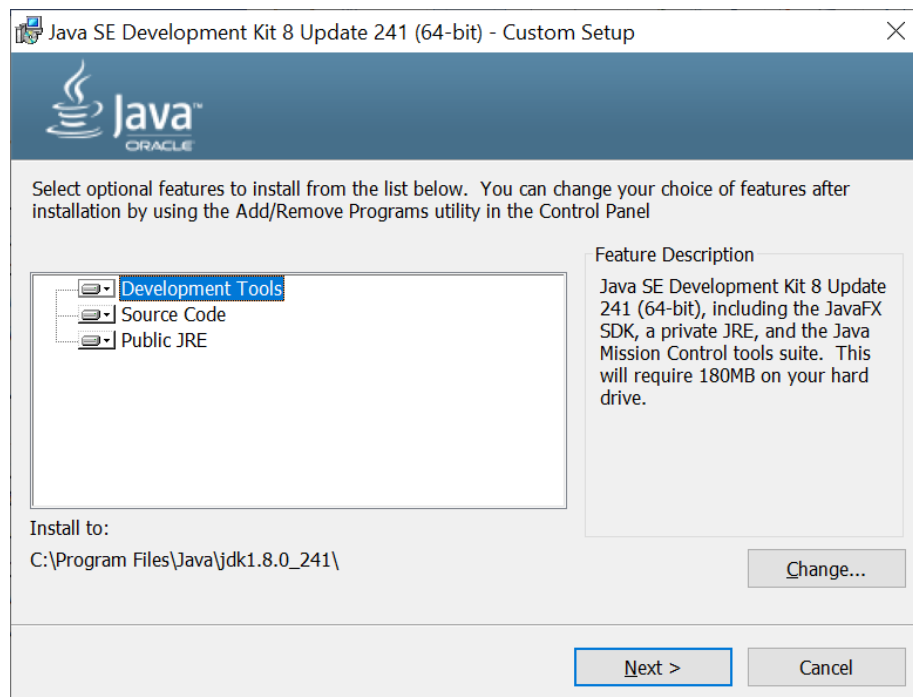 Java SE Development Kit 8 Update 241 (64-bit) - Custom Setup
Java™
ORACLE
Select optional features to install from the list below.  You can change your choice of features after
installation by using the Add/Remove Programs utility in the Control Panel
Development Tools
Source Code
Public JRE
Feature Description
Java SE Development Kit 8 Update
241 (64-bit), including the JavaFX
SDK, a private JRE, and the Java
Mission Control tools suite.  This
will require 180MB on your hard
drive.
Install to:
C:\Program Files\Java\jdk1.8.0_241\
Change...
Next >
Cancel